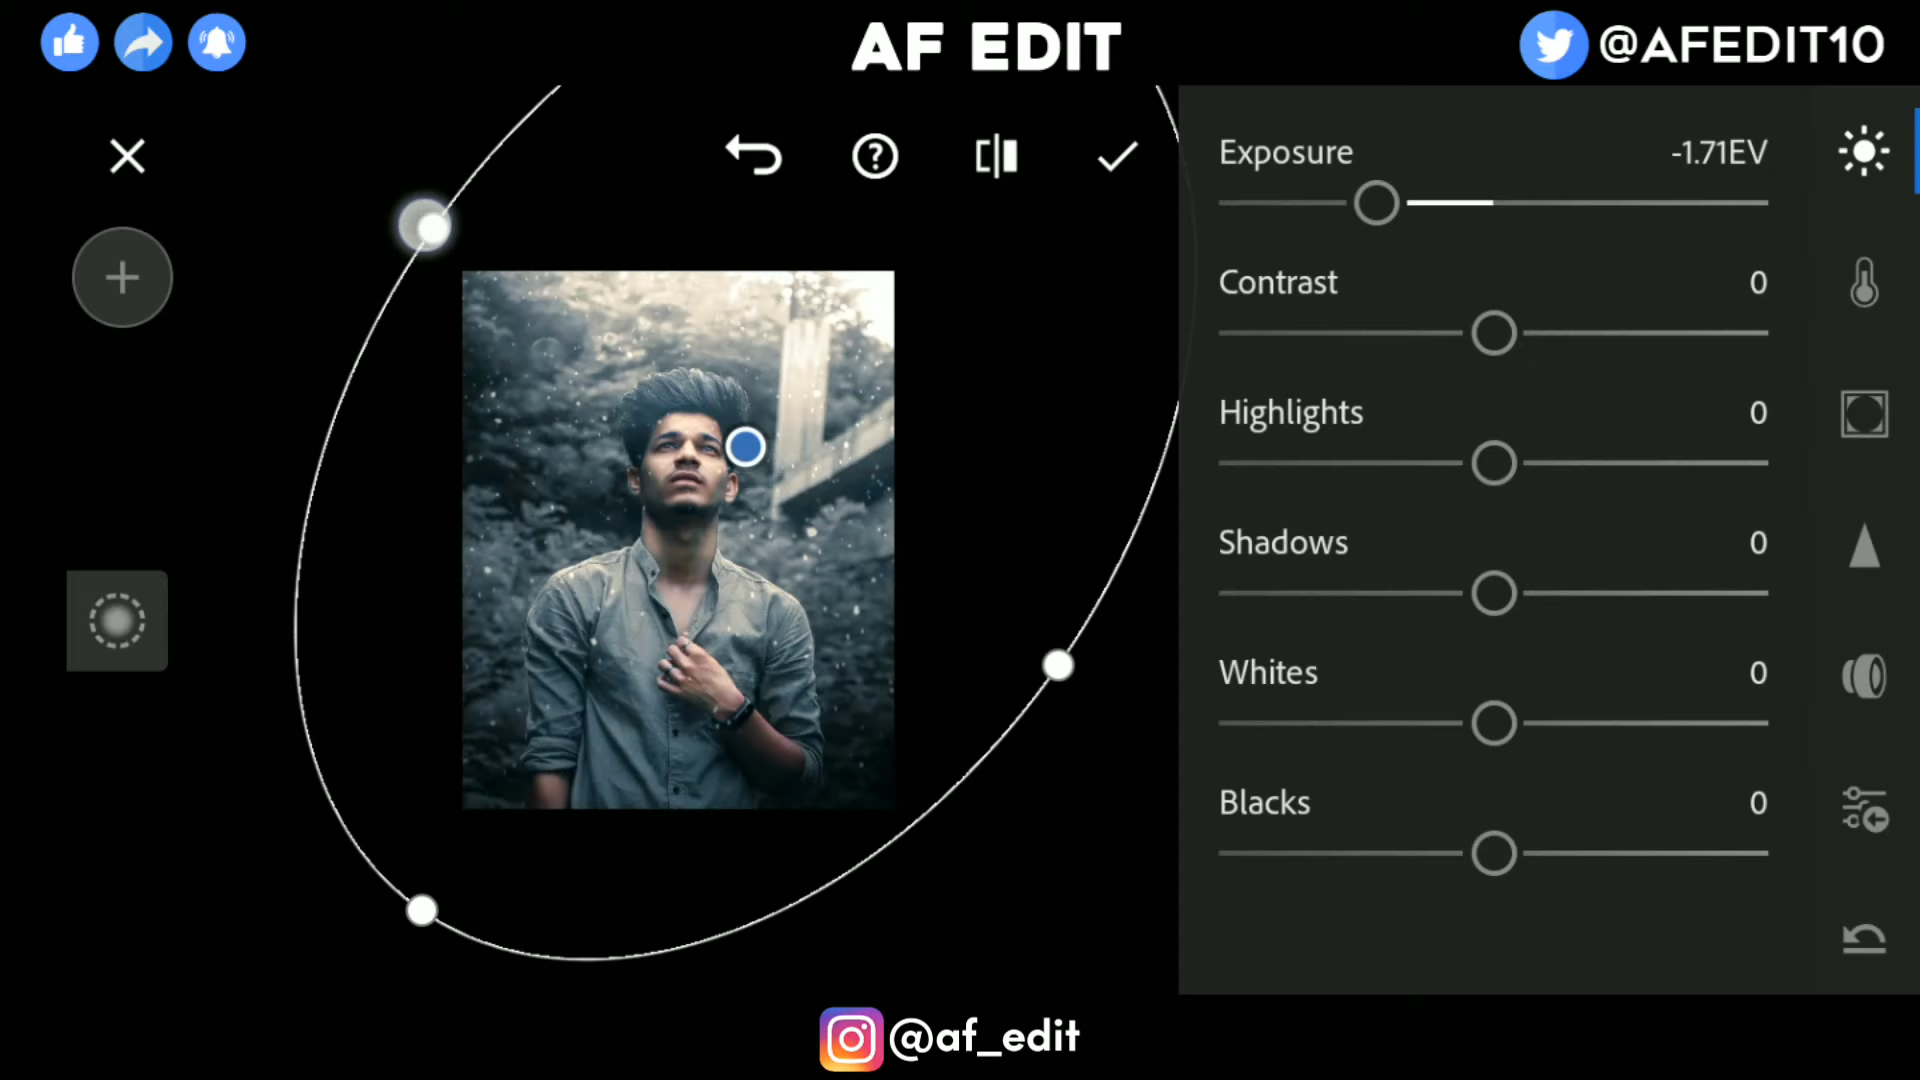 AF EDIT
@AFEDIT10
Exposure -1.71EV
Contrast 0
Highlights 0
Shadows 0
Whites 0
Blacks 0
@af_edit